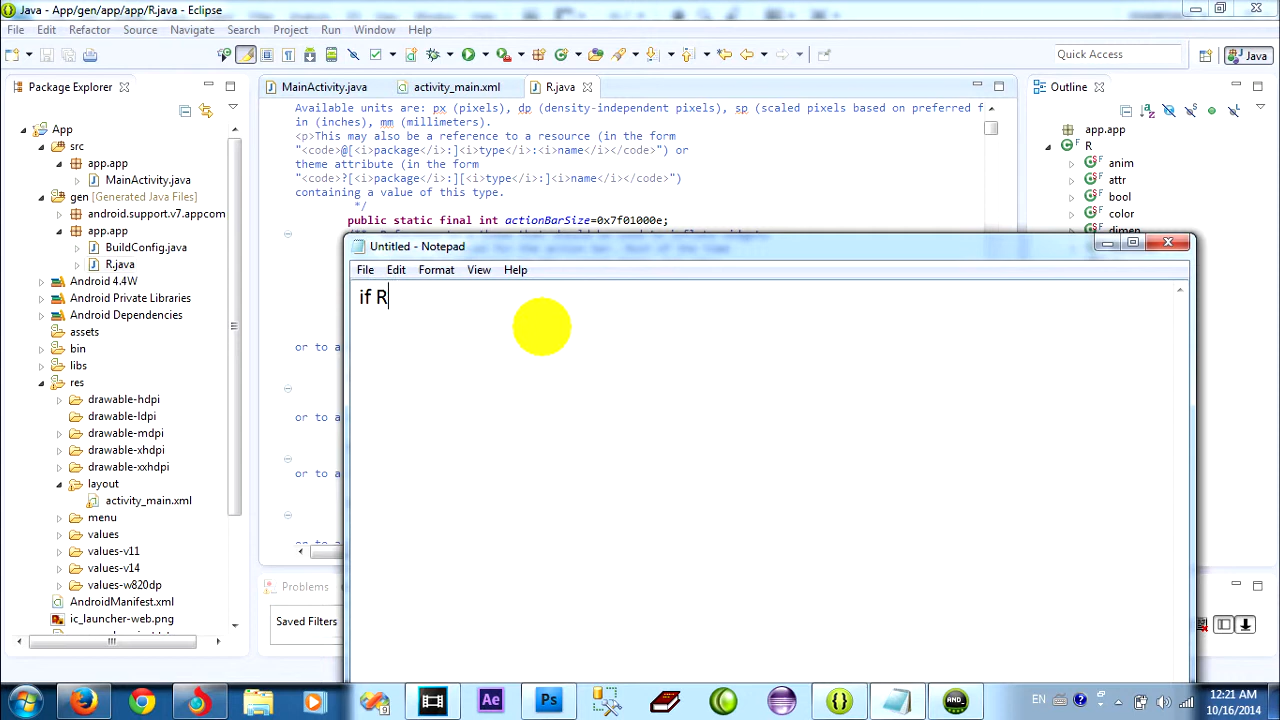 Java - App/gen/app/app/R.java - Eclipse
File Edit Refactor Source Navigate Search Project Run Window Help
Quick Access
Java
Package Explorer
MainActivity.java
activity_main.xml
R.java
Outline
App
src
app.app
MainActivity.java
gen [Generated Java Files]
android.support.v7.appcom
app.app
BuildConfig.java
R.java
Android 4.4W
Android Private Libraries
Android Dependencies
assets
bin
libs
res
drawable-hdpi
drawable-ldpi
drawable-mdpi
drawable-xhdpi
drawable-xxhdpi
layout
activity_main.xml
menu
values
values-v11
values-v14
values-w820dp
AndroidManifest.xml
ic_launcher-web.png
Available units are: px (pixels), dp (density-independent pixels), sp (scaled pixels based on preferred f
in (inches), mm (millimeters).
<p>This may also be a reference to a resource (in the form
"<code>@[<i>package</i>:]<i>type</i>:<i>name</i></code>") or
theme attribute (in the form
"<code>?[<i>package</i>:][<i>type</i>:]<i>name</i></code>")
containing a value of this type.
*/
public static final int actionBarSize=0x7f01000e;
or to a
or to a
or to a
or to a
app.app
R
anim
attr
bool
color
dimen
Untitled - Notepad
File Edit Format View Help
if R
Problems
Saved Filters
Ae
Ps
AND
EN
12:21 AM
10/16/2014